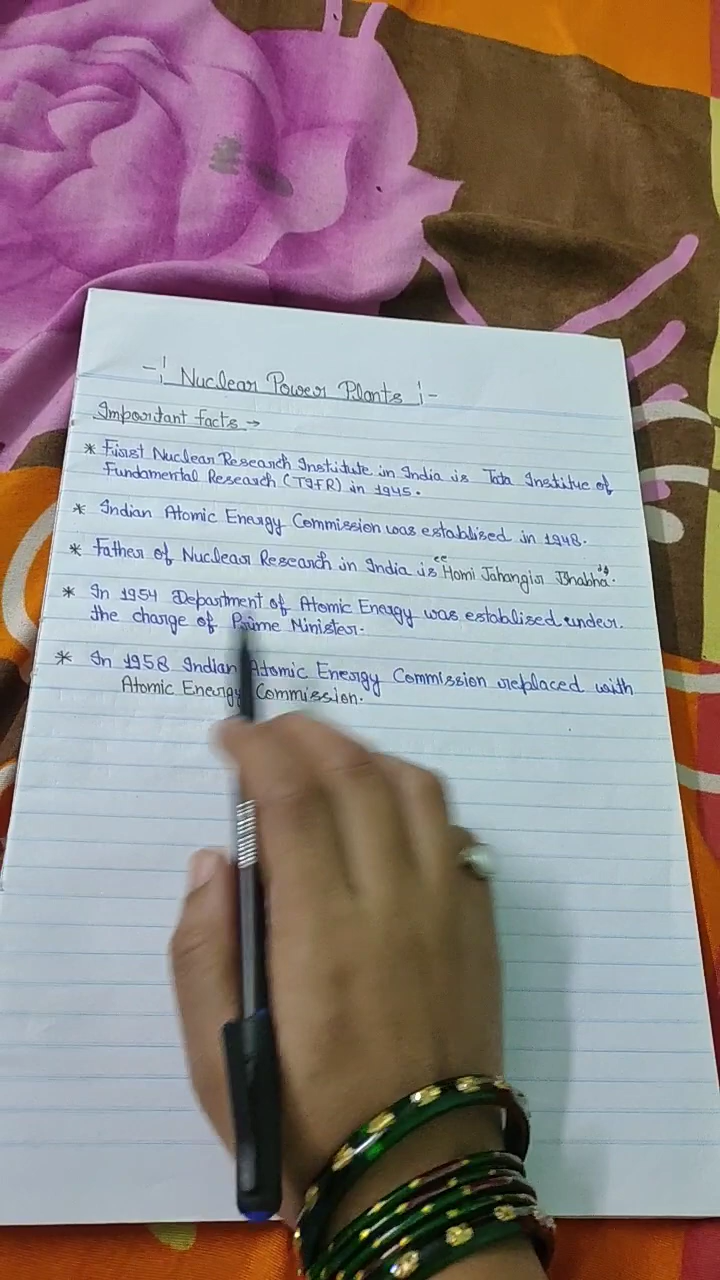 -: Nuclear Power Plants :-
Important facts →
* First Nuclear Research Institute in India is Tata Institue of
Fundamental Research (TIFR) in 1945.
* Indian Atomic Energy Commission was establised in 1948.
* Father of Nuclear Research in India is "Homi Jahangir Bhabha".
* In 1954 Department of Atomic Energy was establised under
the charge of Prime Minister.
* In 1958 Indian Atomic Energy Commission replaced with
Atomic Energy Commission.